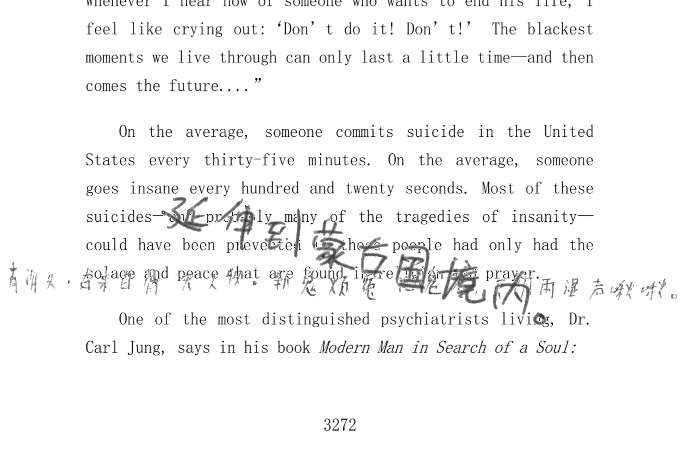 whenever I hear now of someone who wants to end his life, I
feel like crying out: ‘Don’t do it! Don’t!’ The blackest
moments we live through can only last a little time—and then
comes the future....”
On the average, someone commits suicide in the United
States every thirty-five minutes. On the average, someone
goes insane every hundred and twenty seconds. Most of these
suicides—and probably many of the tragedies of insanity—
延伸到蒙古国境内。
could have been prevented if these people had only had the
solace and peace that are found in religion and prayer.
青海头，古来白骨无人收。新鬼烦冤旧鬼 雨湿声啾啾。
One of the most distinguished psychiatrists living, Dr.
Carl Jung, says in his book Modern Man in Search of a Soul:
3272